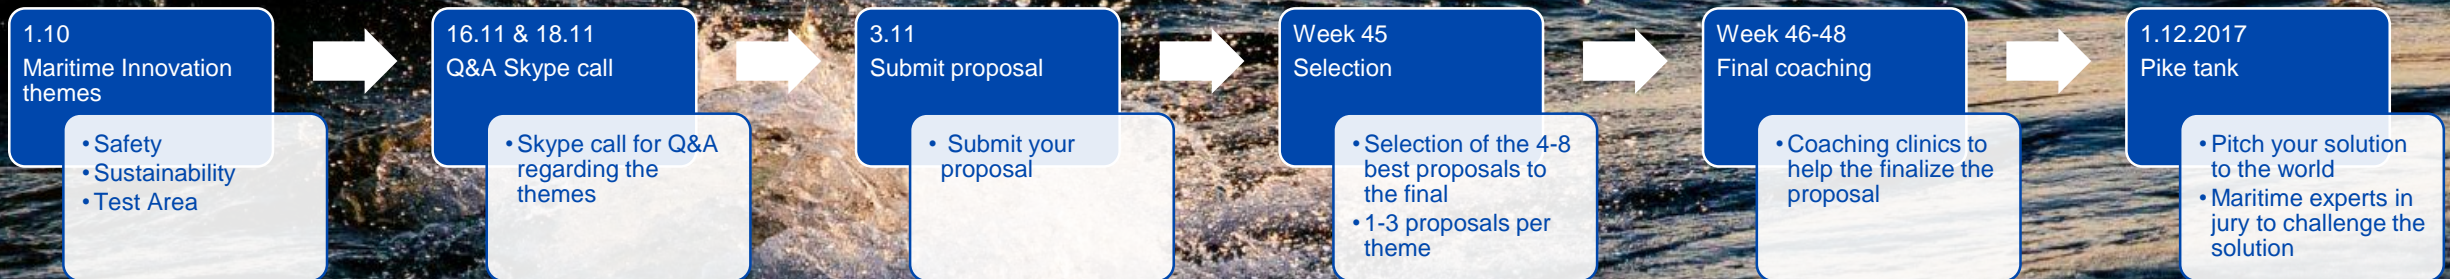 1.10
Maritime Innovation
themes
• Safety
• Sustainability
• Test Area
16.11 & 18.11
Q&A Skype call
• Skype call for Q&A
regarding the
themes
3.11
Submit proposal
• Submit your
proposal
Week 45
Selection
• Selection of the 4-8
best proposals to
the final
• 1-3 proposals per
theme
Week 46-48
Final coaching
• Coaching clinics to
help the finalize the
proposal
1.12.2017
Pike tank
• Pitch your solution
to the world
• Maritime experts in
jury to challenge the
solution